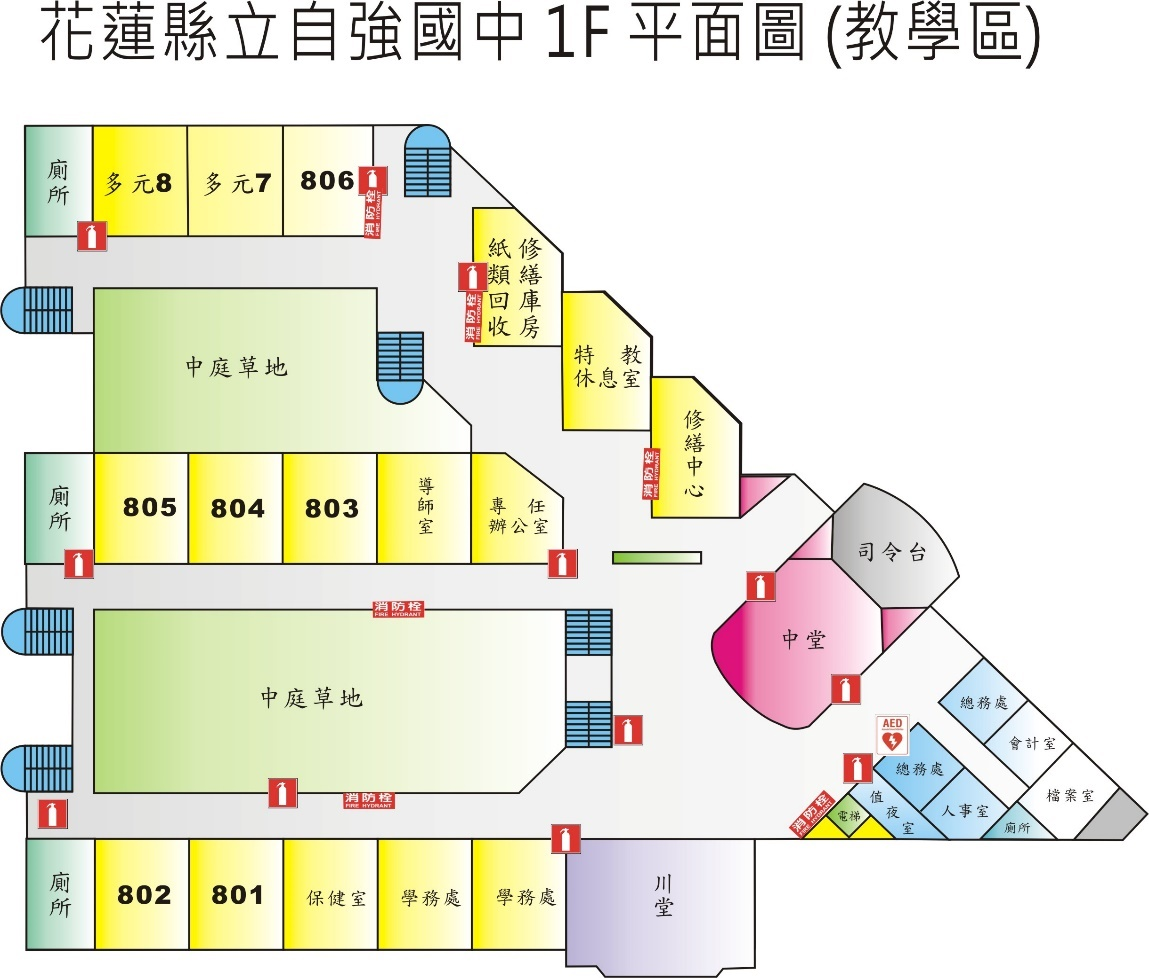 花蓮縣立自強國中 1F 平面圖 (教學區)
廁所
多元8
多元7
806
消防栓
FIRE HYDRANT
紙類回收
修繕庫房
消防栓
FIRE HYDRANT
中庭草地
特 教
休息室
修繕中心
消防栓
FIRE HYDRANT
廁所
805
804
803
導師室
專 任
辦公室
司令台
消防栓
FIRE HYDRANT
中堂
中庭草地
總務處
AED
會計室
總務處
檔案室
值夜室
人事室
消防栓
FIRE HYDRANT
電梯
廁所
消防栓
FIRE HYDRANT
廁所
802
801
保健室
學務處
學務處
川堂